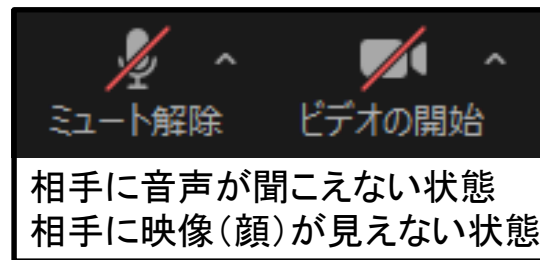 ミュート解除 ビデオの開始
相手に音声が聞こえない状態
相手に映像(顔)が見えない状態